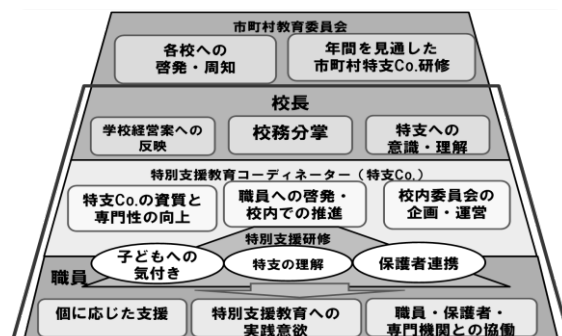 市町村教育委員会
各校への
啓発・周知
年間を見通した
市町村特支Co.研修
校長
学校経営案への
反映
校務分掌
特支への
意識・理解
特別支援教育コーディネーター（特支Co.）
特支Co.の資質と
専門性の向上
職員への啓発・
校内での推進
校内委員会の
企画・運営
特別支援研修
子どもへの
気付き
特支の理解
保護者連携
職員
個に応じた支援
特別支援教育への
実践意欲
職員・保護者・
専門機関との協働